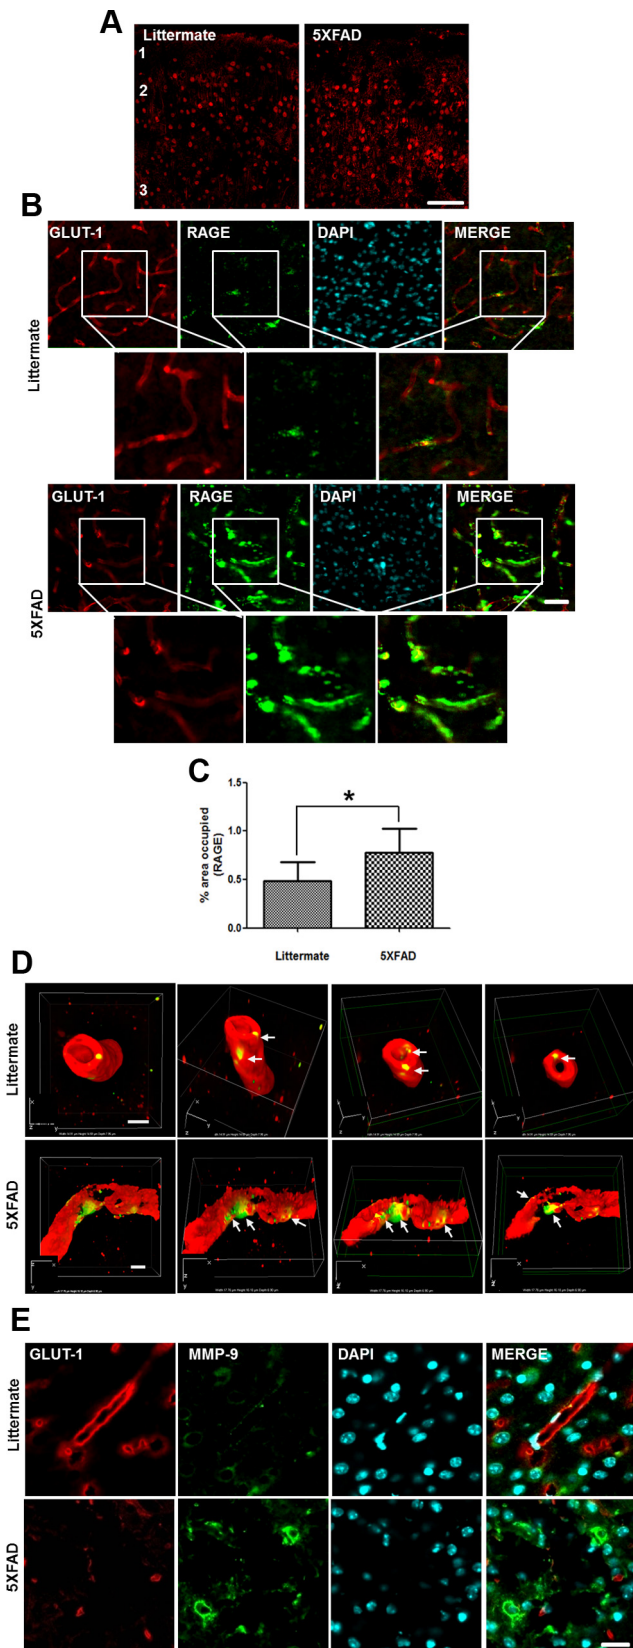 A
Littermate 5XFAD
1
2
3
B
GLUT-1 RAGE DAPI MERGE
Littermate
GLUT-1 RAGE DAPI MERGE
5XFAD
C
% area occupied
(RAGE)
1.5
1.0
0.5
0.0
*
Littermate 5XFAD
D
Littermate
5XFAD
E
GLUT-1 MMP-9 DAPI MERGE
Littermate
5XFAD